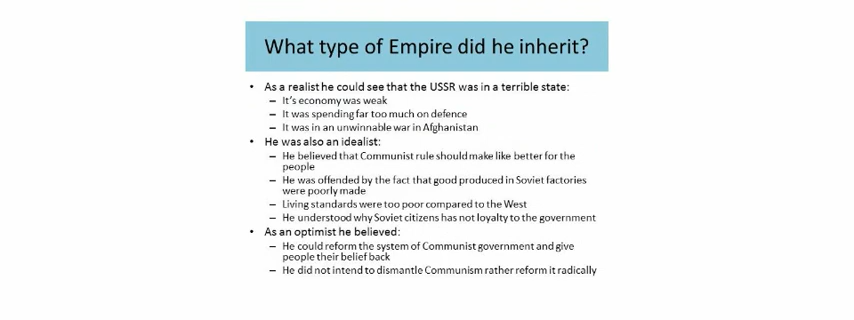 What type of Empire did he inherit?
• As a realist he could see that the USSR was in a terrible state:
– It's economy was weak
– It was spending far too much on defence
– It was in an unwinnable war in Afghanistan
• He was also an idealist:
– He believed that Communist rule should make like better for the
people
– He was offended by the fact that good produced in Soviet factories
were poorly made
– Living standards were too poor compared to the West
– He understood why Soviet citizens has not loyalty to the government
• As an optimist he believed:
– He could reform the system of Communist government and give
people their belief back
– He did not intend to dismantle Communism rather reform it radically